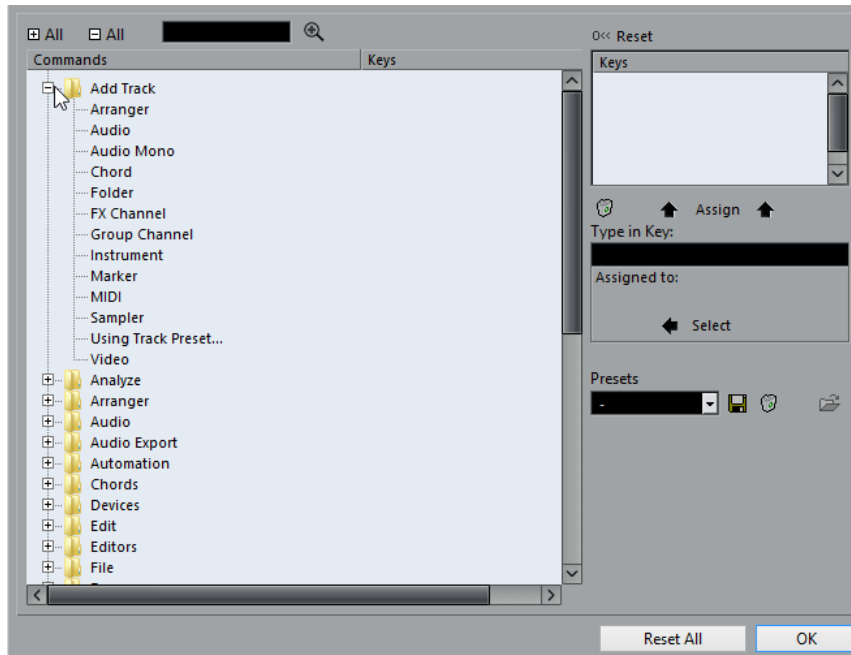 All All
0<< Reset
Commands Keys
Add Track
Arranger
Audio
Audio Mono
Chord
Folder
FX Channel
Group Channel
Instrument
Marker
MIDI
Sampler
Using Track Preset...
Video
Analyze
Arranger
Audio
Audio Export
Automation
Chords
Devices
Edit
Editors
File
Keys
Assign
Type in Key:
Assigned to:
Select
Presets
-
Reset All OK